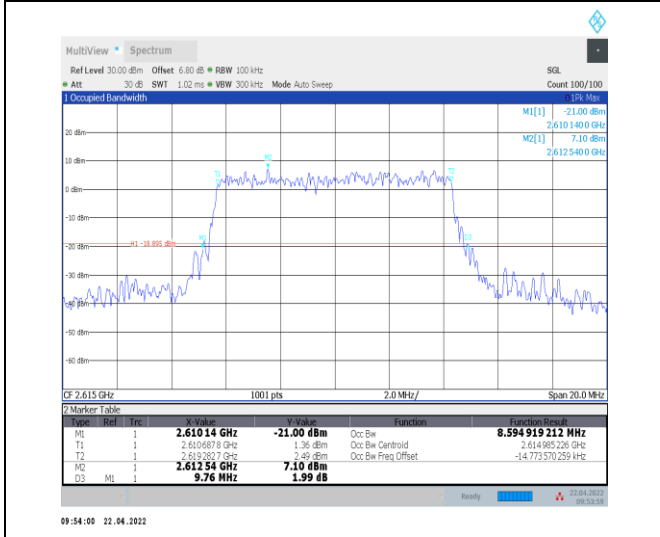 MultiView Spectrum
Ref Level 30.00 dBm Offset 6.80 dB RBW 100 kHz SGL
Att 30 dB SWT 1.02 ms VBW 300 kHz Mode Auto Sweep Count 100/100
1 Occupied Bandwidth 1Pk Max
M1[1] -21.00 dBm
2.610 140 0 GHz
M2[1] 7.10 dBm
2.612 540 0 GHz
20 dBm
10 dBm
0 dBm
-10 dBm
-20 dBm
H1 -18.895 dBm
-30 dBm
-40 dBm
-50 dBm
-60 dBm
CF 2.615 GHz 1001 pts 2.0 MHz/ Span 20.0 MHz
2 Marker Table
Type Ref Trc X-Value Y-Value Function Function Result
M1 1 2.610 14 GHz -21.00 dBm Occ Bw 8.594 919 212 MHz
T1 1 2.610 687 8 GHz 1.36 dBm Occ Bw Centroid 2.614 985 226 GHz
T2 1 2.619 282 7 GHz 2.49 dBm Occ Bw Freq Offset -14.773 570 259 kHz
M2 1 2.612 54 GHz 7.10 dBm
D3 M1 1 9.76 MHz 1.99 dB
Ready 22.04.2022
09:53:59
09:54:00 22.04.2022